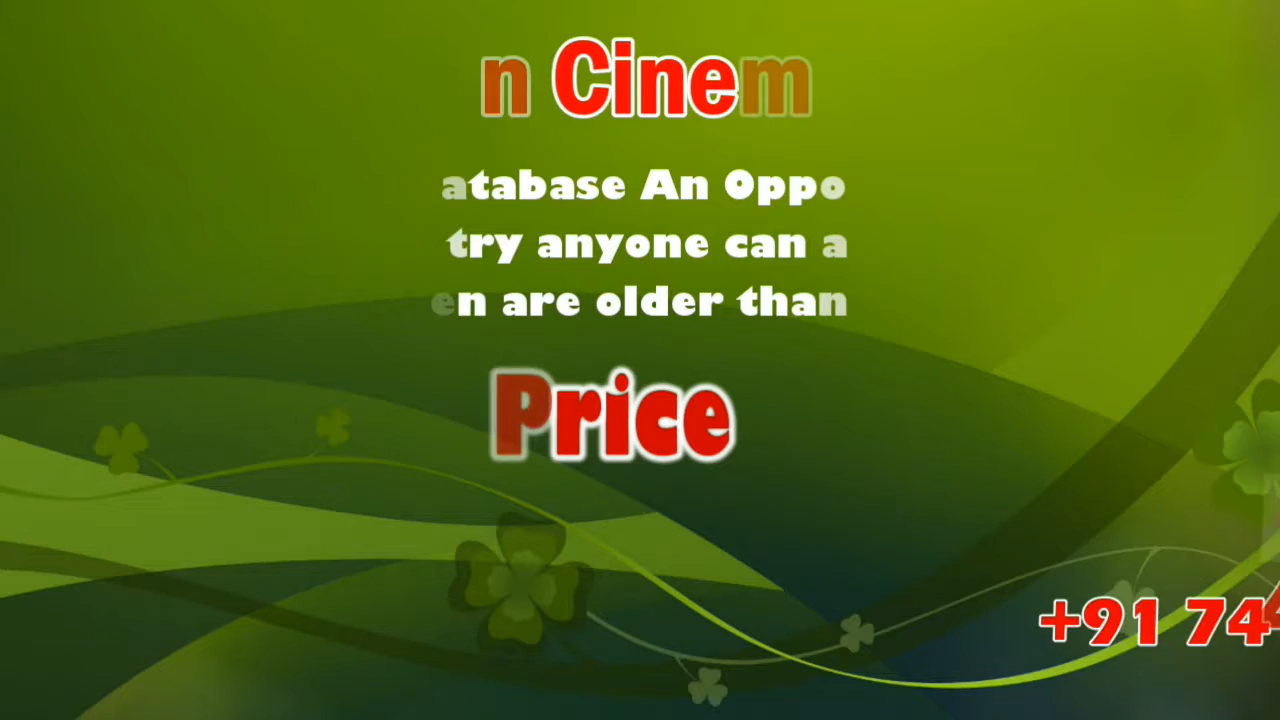 n Cinem
atabase An Oppo
try anyone can a
en are older than
Price
+91 74